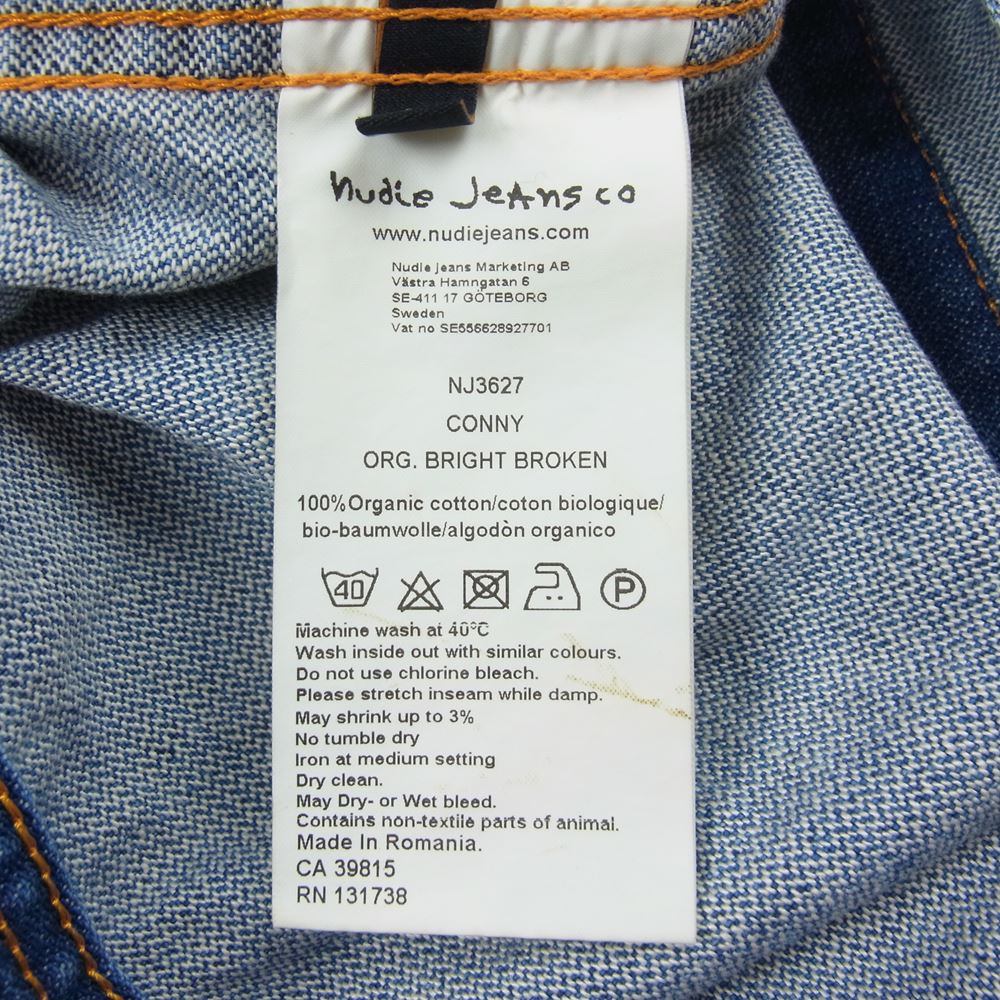 nudie jeans co
www.nudiejeans.com
Nudie Jeans Marketing AB
Västra Hamngatan 6
SE-411 17 GÖTEBORG
Sweden
Vat no SE556628927701
NJ3627
CONNY
ORG. BRIGHT BROKEN
100%Organic cotton/coton biologique/
bio-baumwolle/algodòn organico
40 P
Machine wash at 40°C
Wash inside out with similar colours.
Do not use chlorine bleach.
Please stretch inseam while damp.
May shrink up to 3%
No tumble dry
Iron at medium setting
Dry clean.
May Dry- or Wet bleed.
Contains non-textile parts of animal.
Made In Romania.
CA 39815
RN 131738